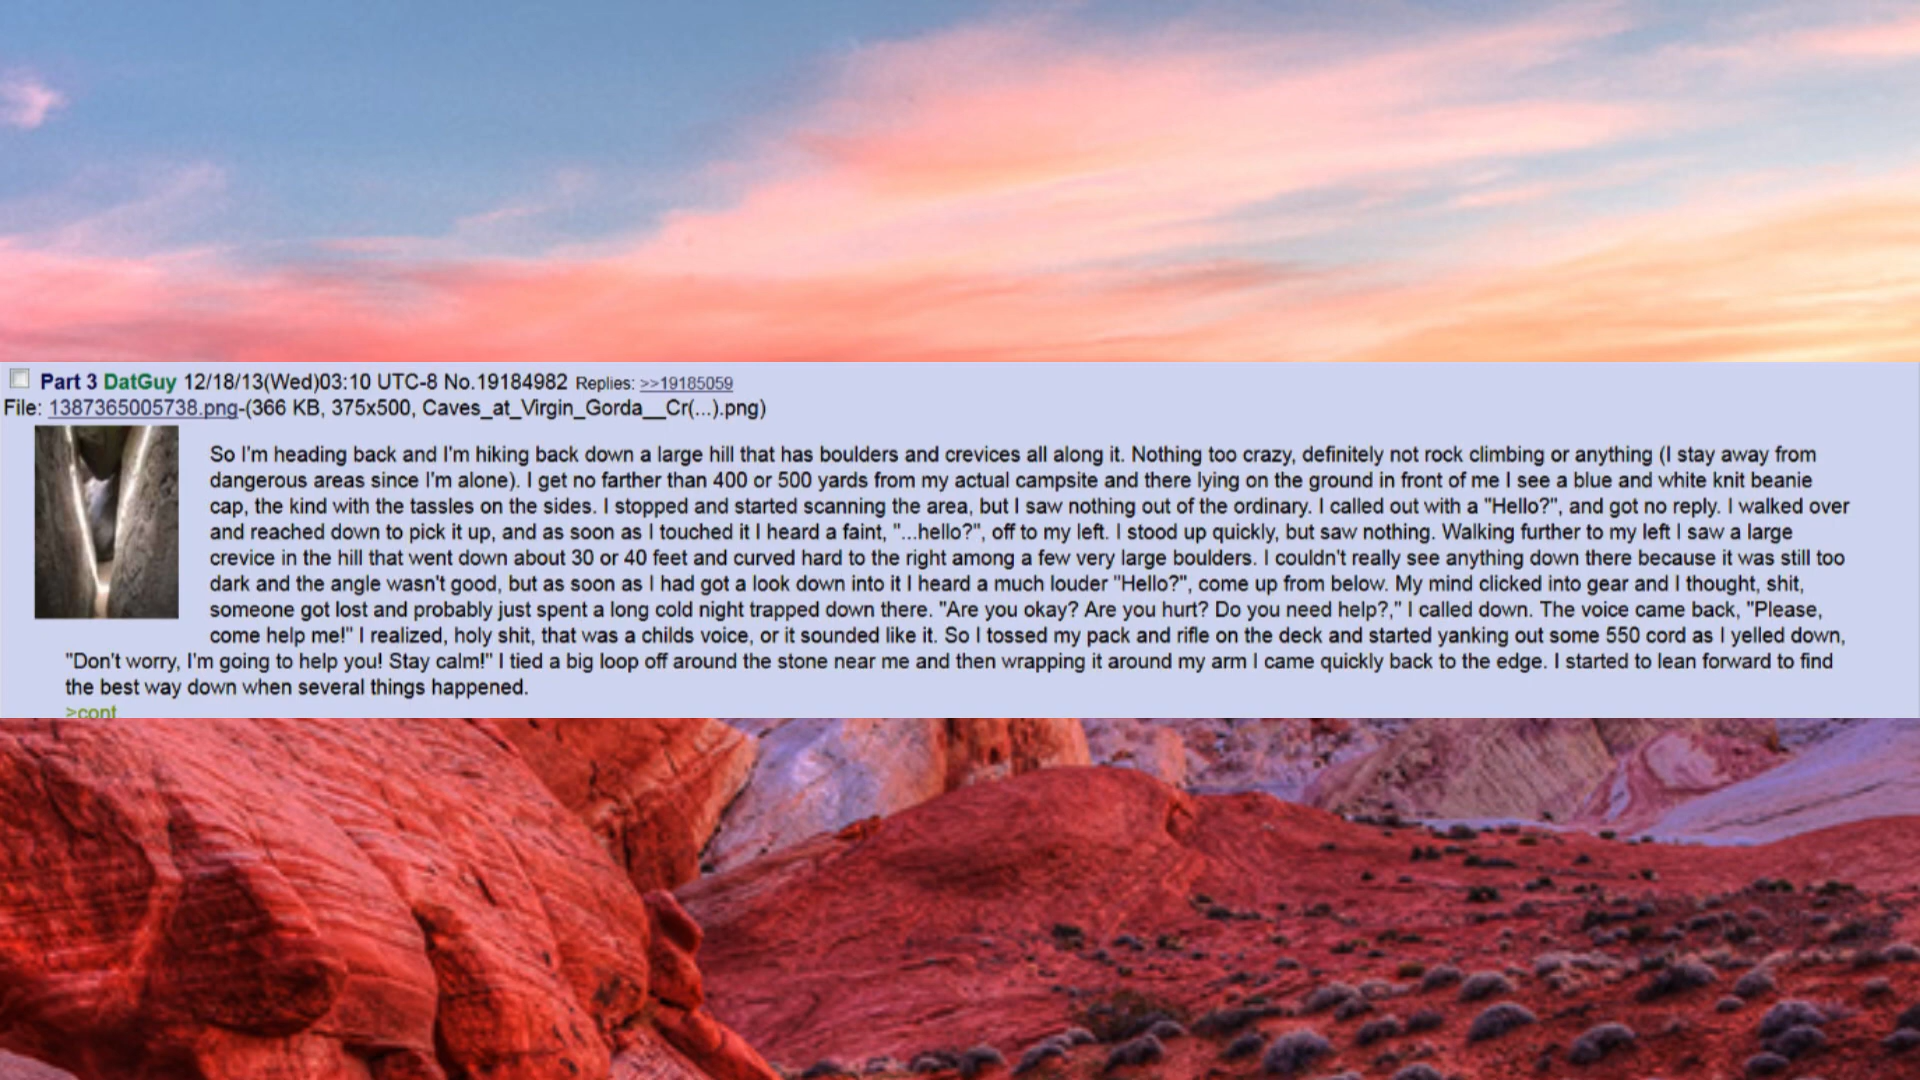 Part 3 DatGuy 12/18/13(Wed)03:10 UTC-8 No.19184982 Replies: >>19185059
File: 1387365005738.png-(366 KB, 375x500, Caves_at_Virgin_Gorda__Cr(...).png)
So I'm heading back and I'm hiking back down a large hill that has boulders and crevices all along it. Nothing too crazy, definitely not rock climbing or anything (I stay away from
dangerous areas since I'm alone). I get no farther than 400 or 500 yards from my actual campsite and there lying on the ground in front of me I see a blue and white knit beanie
cap, the kind with the tassles on the sides. I stopped and started scanning the area, but I saw nothing out of the ordinary. I called out with a "Hello?", and got no reply. I walked over
and reached down to pick it up, and as soon as I touched it I heard a faint, "...hello?", off to my left. I stood up quickly, but saw nothing. Walking further to my left I saw a large
crevice in the hill that went down about 30 or 40 feet and curved hard to the right among a few very large boulders. I couldn't really see anything down there because it was still too
dark and the angle wasn't good, but as soon as I had got a look down into it I heard a much louder "Hello?", come up from below. My mind clicked into gear and I thought, shit,
someone got lost and probably just spent a long cold night trapped down there. "Are you okay? Are you hurt? Do you need help?," I called down. The voice came back, "Please,
come help me!" I realized, holy shit, that was a childs voice, or it sounded like it. So I tossed my pack and rifle on the deck and started yanking out some 550 cord as I yelled down,
"Don't worry, I'm going to help you! Stay calm!" I tied a big loop off around the stone near me and then wrapping it around my arm I came quickly back to the edge. I started to lean forward to find
the best way down when several things happened.
>cont